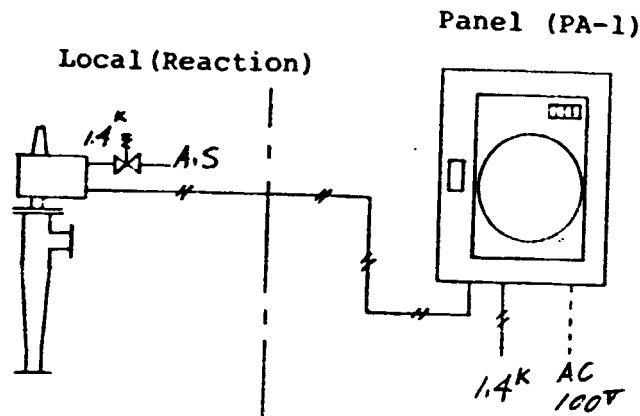 Panel (PA-1)
Local (Reaction)
1.4K
A.S
1.4K
AC
100V